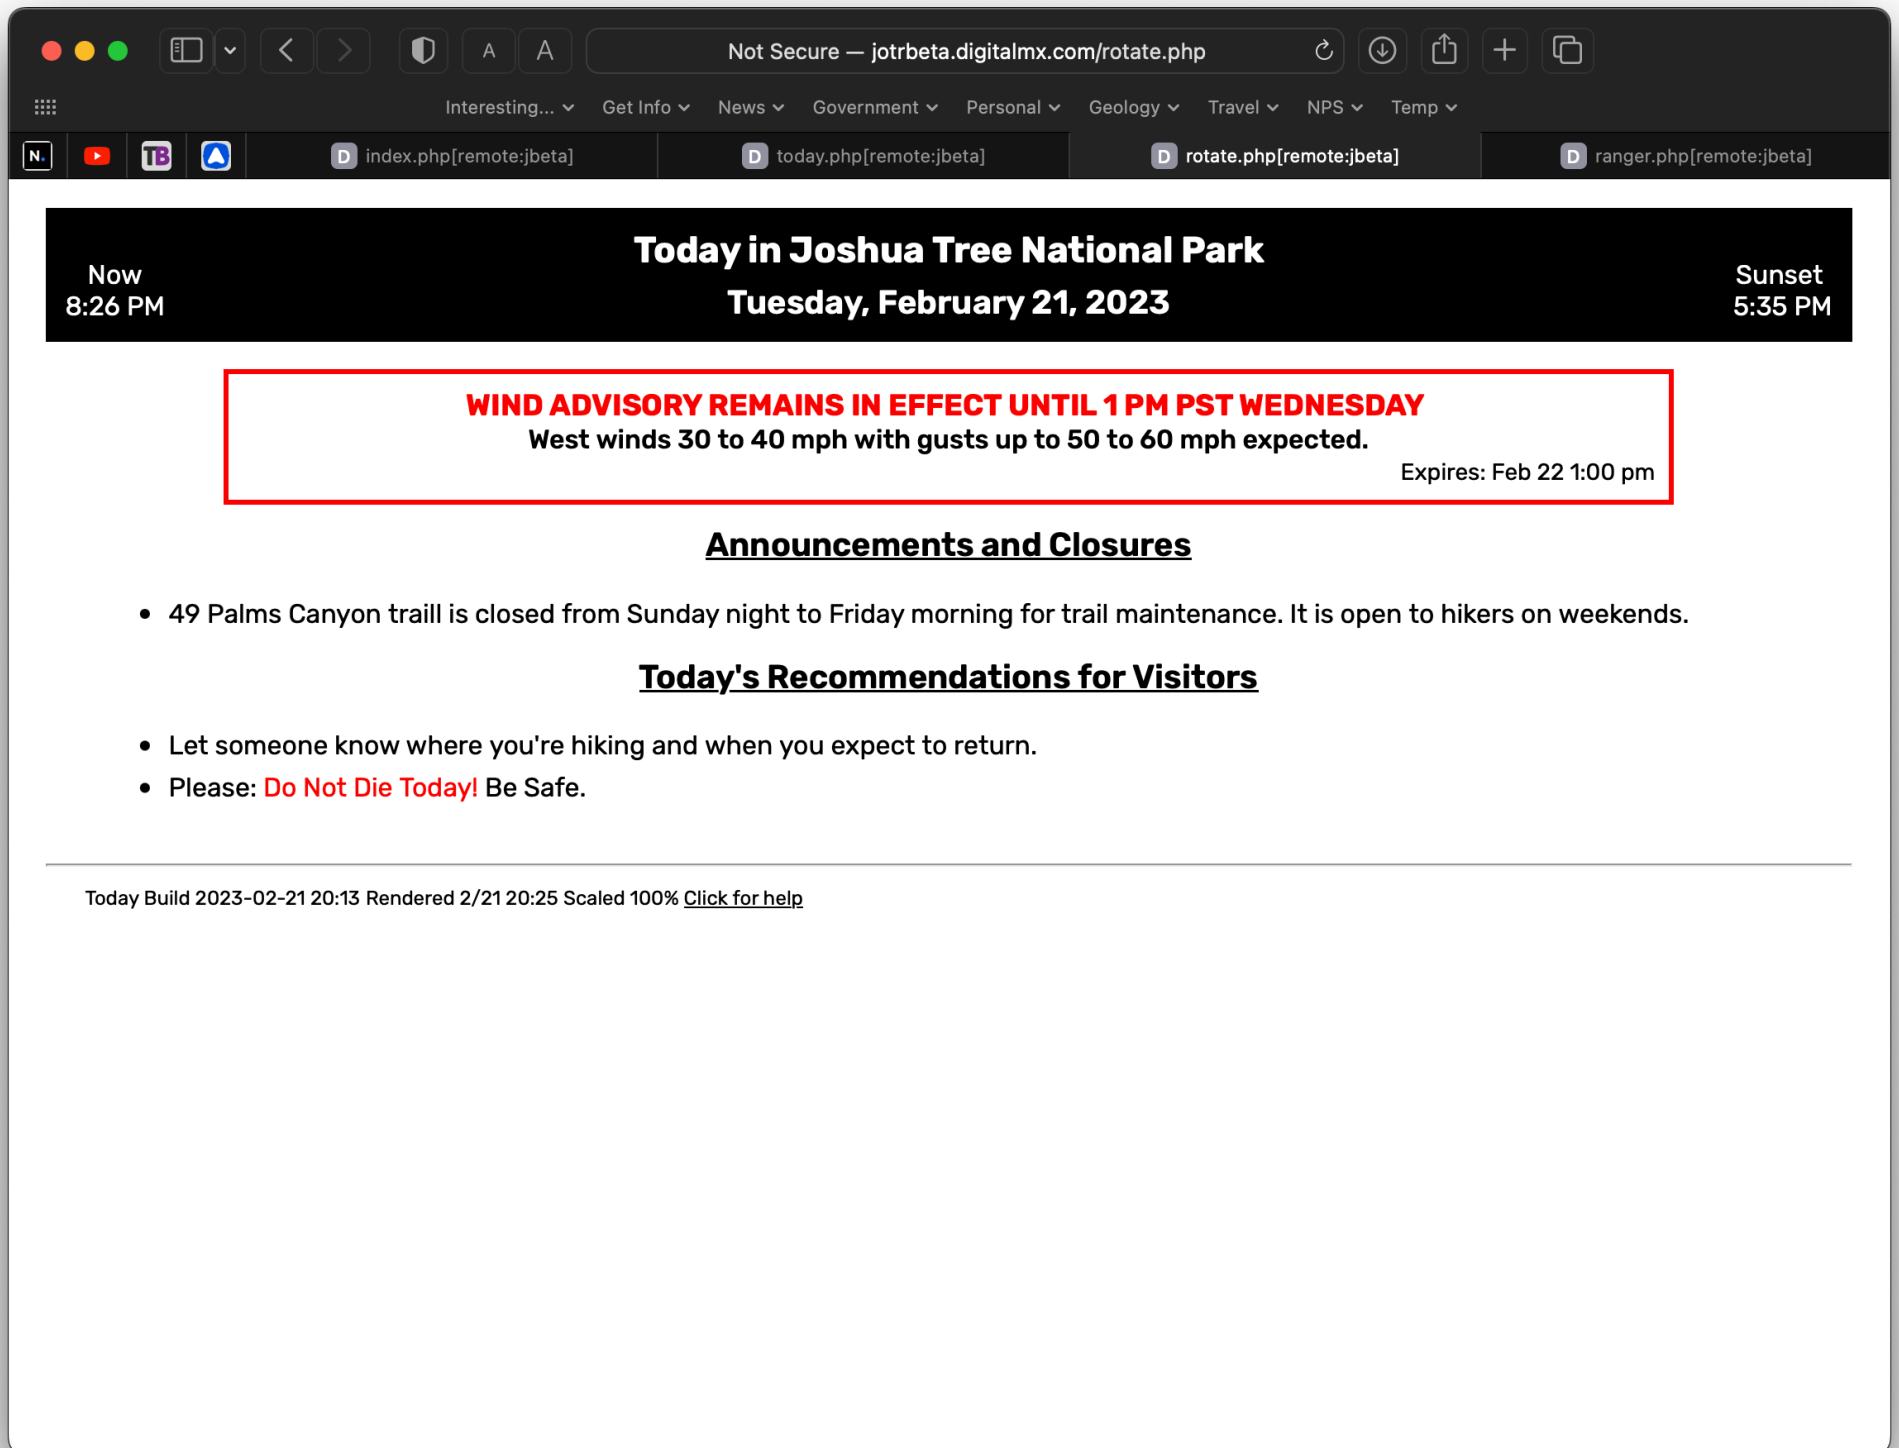 A A Not Secure — jotrbeta.digitalmx.com/rotate.php
Interesting... Get Info News Government Personal Geology Travel NPS Temp
N. TB A D index.php[remote:jbeta] D today.php[remote:jbeta] D rotate.php[remote:jbeta] D ranger.php[remote:jbeta]
Today in Joshua Tree National Park
Now
8:26 PM
Tuesday, February 21, 2023
Sunset
5:35 PM
WIND ADVISORY REMAINS IN EFFECT UNTIL 1 PM PST WEDNESDAY
West winds 30 to 40 mph with gusts up to 50 to 60 mph expected.
Expires: Feb 22 1:00 pm
Announcements and Closures
• 49 Palms Canyon traill is closed from Sunday night to Friday morning for trail maintenance. It is open to hikers on weekends.
Today's Recommendations for Visitors
• Let someone know where you're hiking and when you expect to return.
• Please: Do Not Die Today! Be Safe.
Today Build 2023-02-21 20:13 Rendered 2/21 20:25 Scaled 100% Click for help